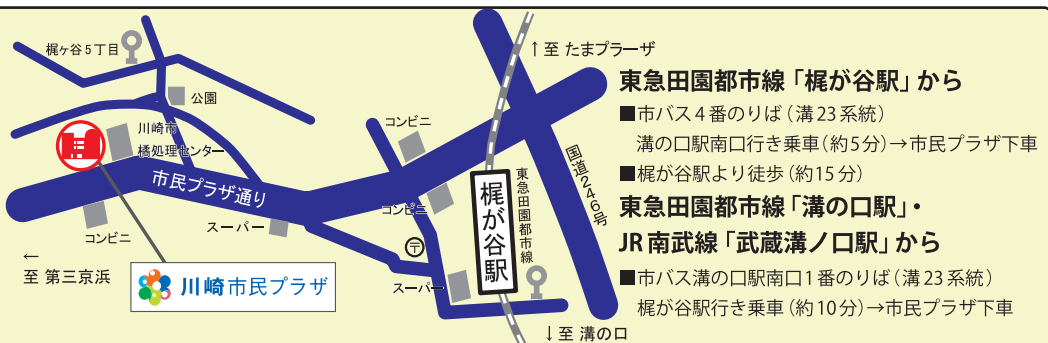 梶ヶ谷5丁目
公園
川崎市
橘処理センター
市民プラザ通り
コンビニ
スーパー
←
至 第三京浜
川崎市民プラザ
コンビニ
コンビニ
〒
スーパー
梶が谷駅
東急田園都市線
国道246号
↑至 たまプラーザ
↓至 溝の口
東急田園都市線「梶が谷駅」から
■市バス4番のりば(溝23系統)
溝の口駅南口行き乗車(約5分)→市民プラザ下車
■梶が谷駅より徒歩(約15分)
東急田園都市線「溝の口駅」・
JR南武線「武蔵溝ノ口駅」から
■市バス溝の口駅南口1番のりば(溝23系統)
梶が谷駅行き乗車(約10分)→市民プラザ下車